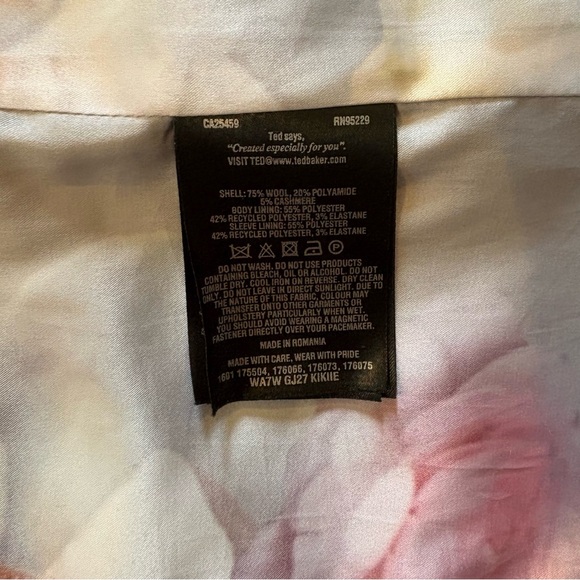 CA25459 RN95229
Ted says,
"Created especially for you".
VISIT TED@www.tedbaker.com
SHELL: 75% WOOL, 20% POLYAMIDE
5% CASHMERE
BODY LINING: 55% POLYESTER
42% RECYCLED POLYESTER, 3% ELASTANE
SLEEVE LINING: 55% POLYESTER
42% RECYCLED POLYESTER, 3% ELASTANE
P
DO NOT WASH. DO NOT USE PRODUCTS
CONTAINING BLEACH, OIL OR ALCOHOL. DO NOT
TUMBLE DRY. COOL IRON ON REVERSE. DRY CLEAN
ONLY. DO NOT LEAVE IN DIRECT SUNLIGHT. DUE TO
THE NATURE OF THIS FABRIC, COLOUR MAY
TRANSFER ONTO OTHER GARMENTS OR
UPHOLSTERY PARTICULARLY WHEN WET.
YOU SHOULD AVOID WEARING A MAGNETIC
FASTENER DIRECTLY OVER YOUR PACEMAKER.
MADE IN ROMANIA
MADE WITH CARE. WEAR WITH PRIDE
1601 175504, 176066, 176073, 176075
WA7W GJ27 KIKIIE